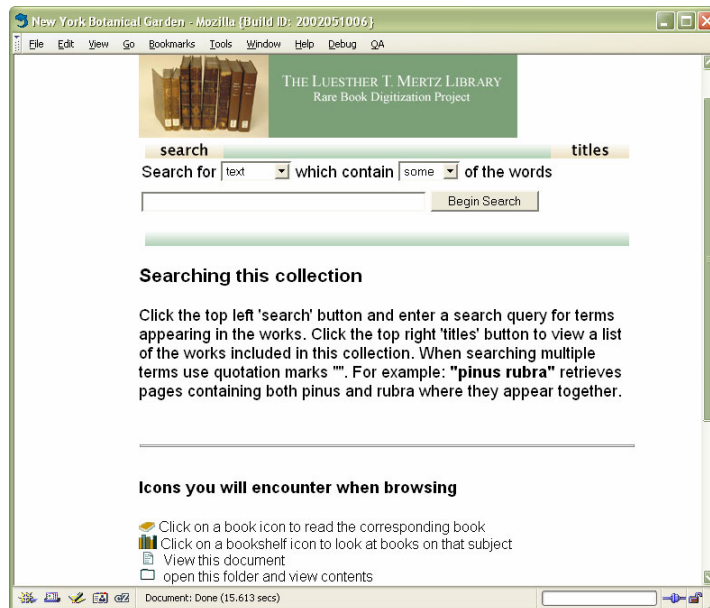 New York Botanical Garden - Mozilla {Build ID: 2002051006}
File Edit View Go Bookmarks Tools Window Help Debug QA
THE LUESTHER T. MERTZ LIBRARY
Rare Book Digitization Project
search titles
Search for text which contain some of the words
Begin Search
Searching this collection
Click the top left 'search' button and enter a search query for terms
appearing in the works. Click the top right 'titles' button to view a list
of the works included in this collection. When searching multiple
terms use quotation marks "". For example: "pinus rubra" retrieves
pages containing both pinus and rubra where they appear together.
Icons you will encounter when browsing
Click on a book icon to read the corresponding book
Click on a bookshelf icon to look at books on that subject
View this document
open this folder and view contents
Document: Done (15.613 secs)